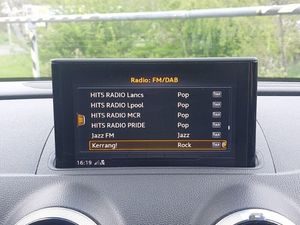 Radio: FM/DAB
HITS RADIO Lancs Pop
HITS RADIO Lpool Pop
HITS RADIO MCR Pop
HITS RADIO PRIDE Pop
Jazz FM Jazz
Kerrang! Rock
16:19